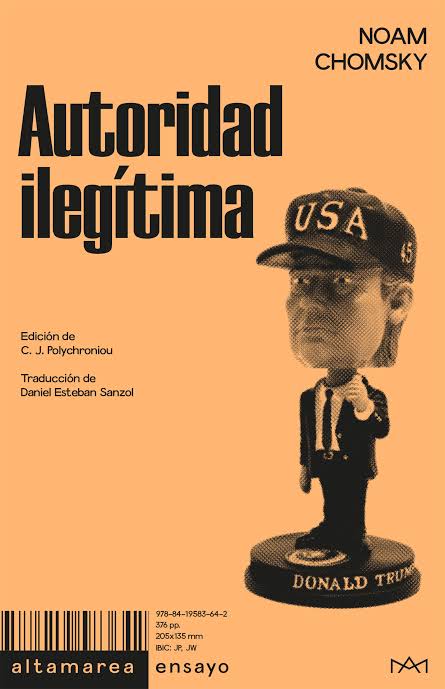 NOAM
CHOMSKY
Autoridad
ilegítima
USA
45
Edición de
C. J. Polychroniou
Traducción de
Daniel Esteban Sanzol
DONALD TRUMP
978-84-19583-64-2
376 pp.
205x135 mm
IBIC: JP, JW
altamarea ensayo